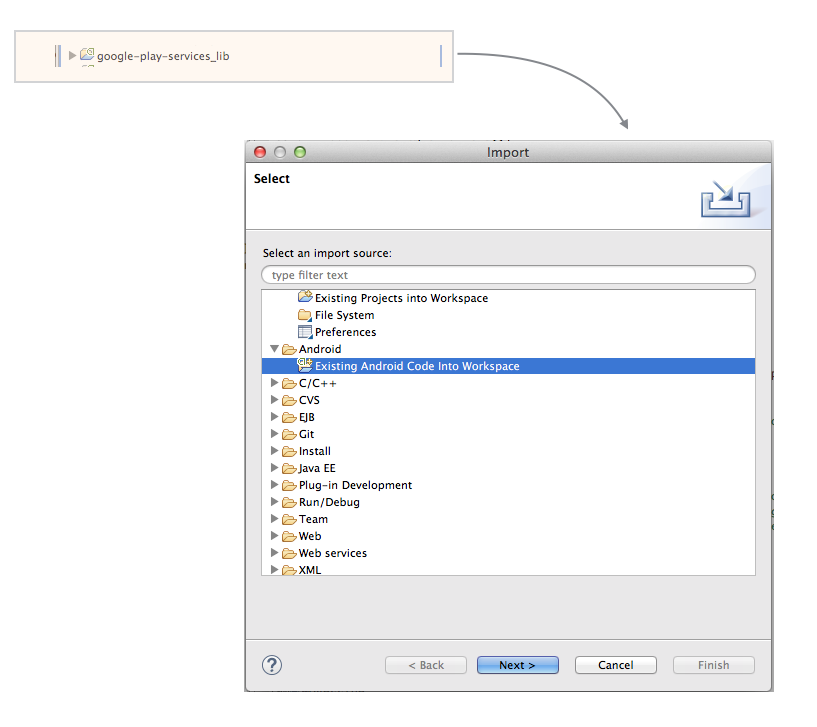 google-play-services_lib
Import
Select
Select an import source:
type filter text
Existing Projects into Workspace
File System
Preferences
Android
Existing Android Code Into Workspace
C/C++
CVS
EJB
Git
Install
Java EE
Plug-in Development
Run/Debug
Team
Web
Web services
XML
?
< Back
Next >
Cancel
Finish